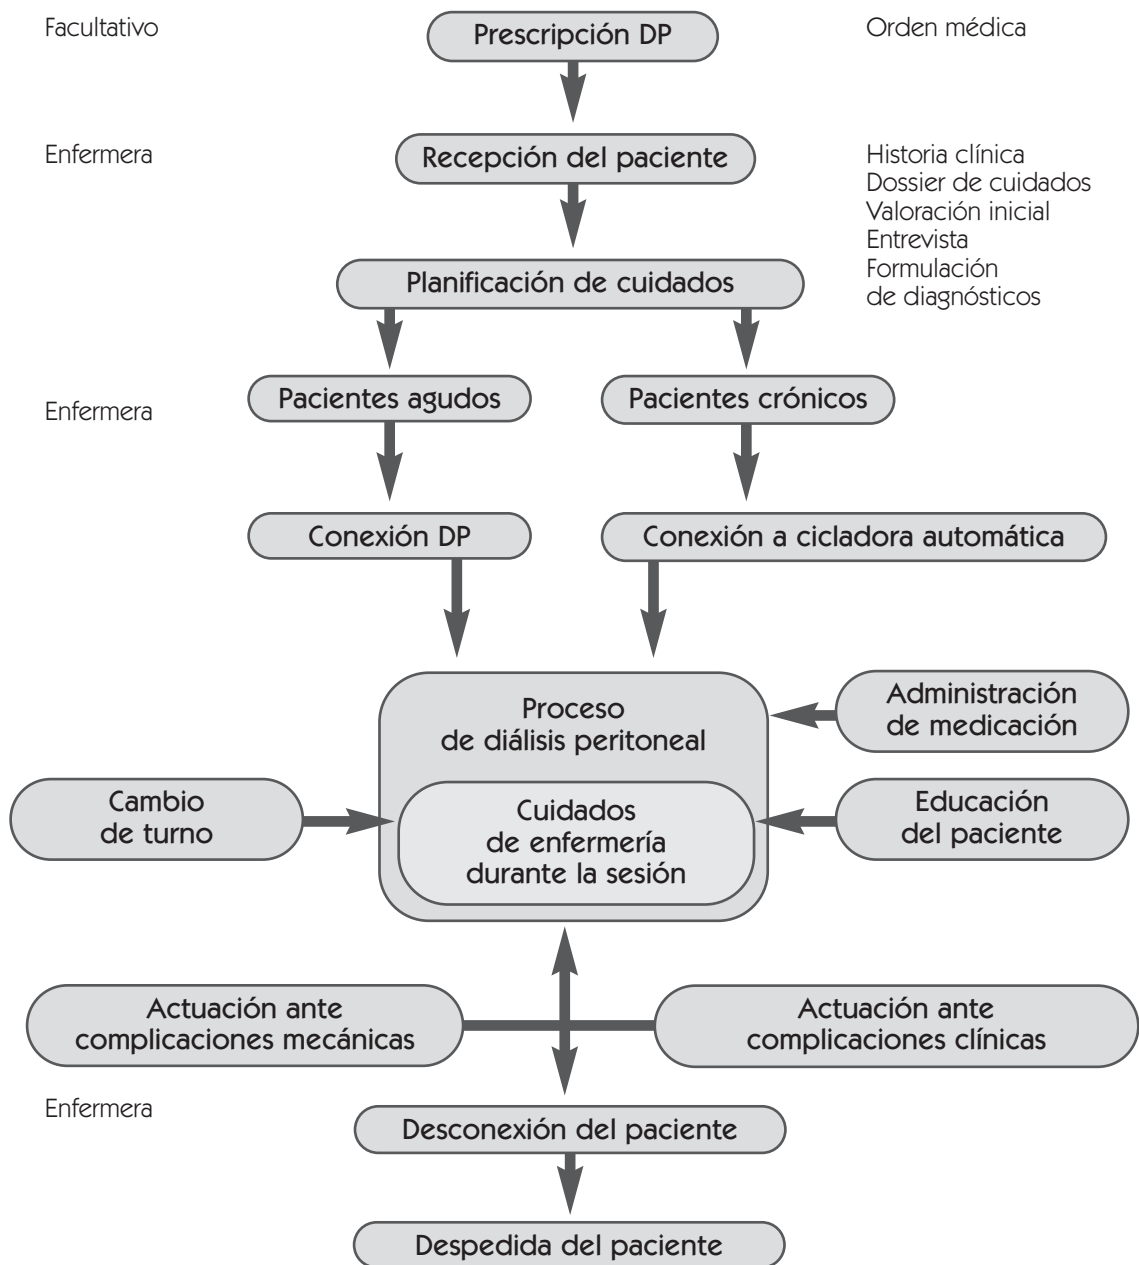 Facultativo
Prescripción DP
Orden médica
Enfermera
Recepción del paciente
Historia clínica
Dossier de cuidados
Valoración inicial
Entrevista
Formulación
de diagnósticos
Planificación de cuidados
Enfermera
Pacientes agudos
Pacientes crónicos
Conexión DP
Conexión a cicladora automática
Proceso
de diálisis peritoneal
Administración
de medicación
Cambio
de turno
Cuidados
de enfermería
durante la sesión
Educación
del paciente
Actuación ante
complicaciones mecánicas
Actuación ante
complicaciones clínicas
Enfermera
Desconexión del paciente
Despedida del paciente